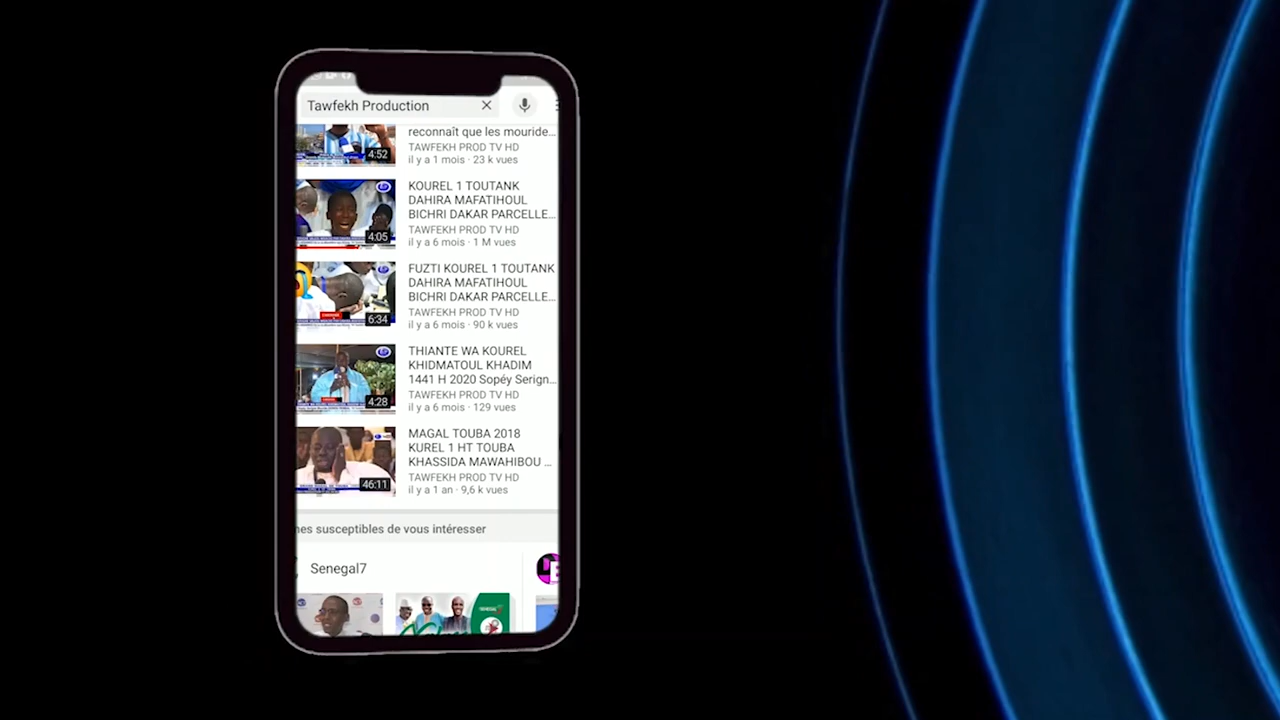 Tawfekh Production
reconnaît que les mouride...
TAWFEKH PROD TV HD
il y a 1 mois · 23 k vues
4:52
KOUREL 1 TOUTANK
DAHIRA MAFATIHOUL
BICHRI DAKAR PARCELLE...
TAWFEKH PROD TV HD
il y a 6 mois · 1 M vues
4:05
FUZTI KOUREL 1 TOUTANK
DAHIRA MAFATIHOUL
BICHRI DAKAR PARCELLE...
TAWFEKH PROD TV HD
il y a 6 mois · 90 k vues
6:34
THIANTE WA KOUREL
KHIDMATOUL KHADIM
1441 H 2020 Sopéy Serign...
TAWFEKH PROD TV HD
il y a 6 mois · 129 vues
4:28
MAGAL TOUBA 2018
KUREL 1 HT TOUBA
KHASSIDA MAWAHIBOU ...
TAWFEKH PROD TV HD
il y a 1 an · 9,6 k vues
46:11
nes susceptibles de vous intéresser
Senegal7